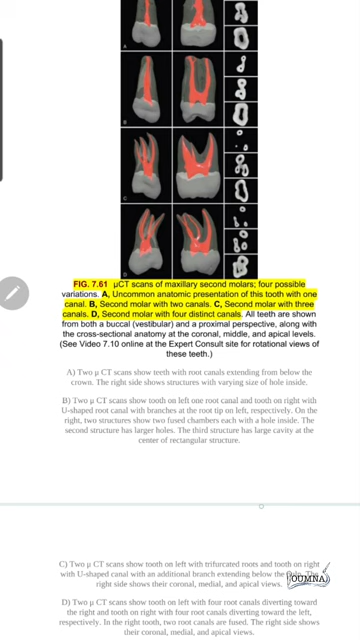 A
B
C
D
FIG. 7.61 μCT scans of maxillary second molars; four possible
variations. A, Uncommon anatomic presentation of this tooth with one
canal. B, Second molar with two canals. C, Second molar with three
canals. D, Second molar with four distinct canals. All teeth are shown
from both a buccal (vestibular) and a proximal perspective, along with
the cross-sectional anatomy at the coronal, middle, and apical levels.
(See Video 7.10 online at the Expert Consult site for rotational views of
these teeth.)
A) Two μ CT scans show teeth with root canals extending from below the
crown. The right side shows structures with varying size of hole inside.
B) Two μ CT scans show tooth on left one root canal and tooth on right with
U-shaped root canal with branches at the root tip on left, respectively. On the
right, two structures show two fused chambers each with a hole inside. The
second structure has larger holes. The third structure has large cavity at the
center of rectangular structure.
C) Two μ CT scans show tooth on left with trifurcated roots and tooth on right
with U-shaped canal with an additional branch extending below the The
right side shows their coronal, medial, and apical views.
OUMNA
D) Two μ CT scans show tooth on left with four root canals diverting toward
the right and tooth on right with four root canals diverting toward the left,
respectively. In the right tooth, two root canals are fused. The right side shows
their coronal, medial, and apical views.